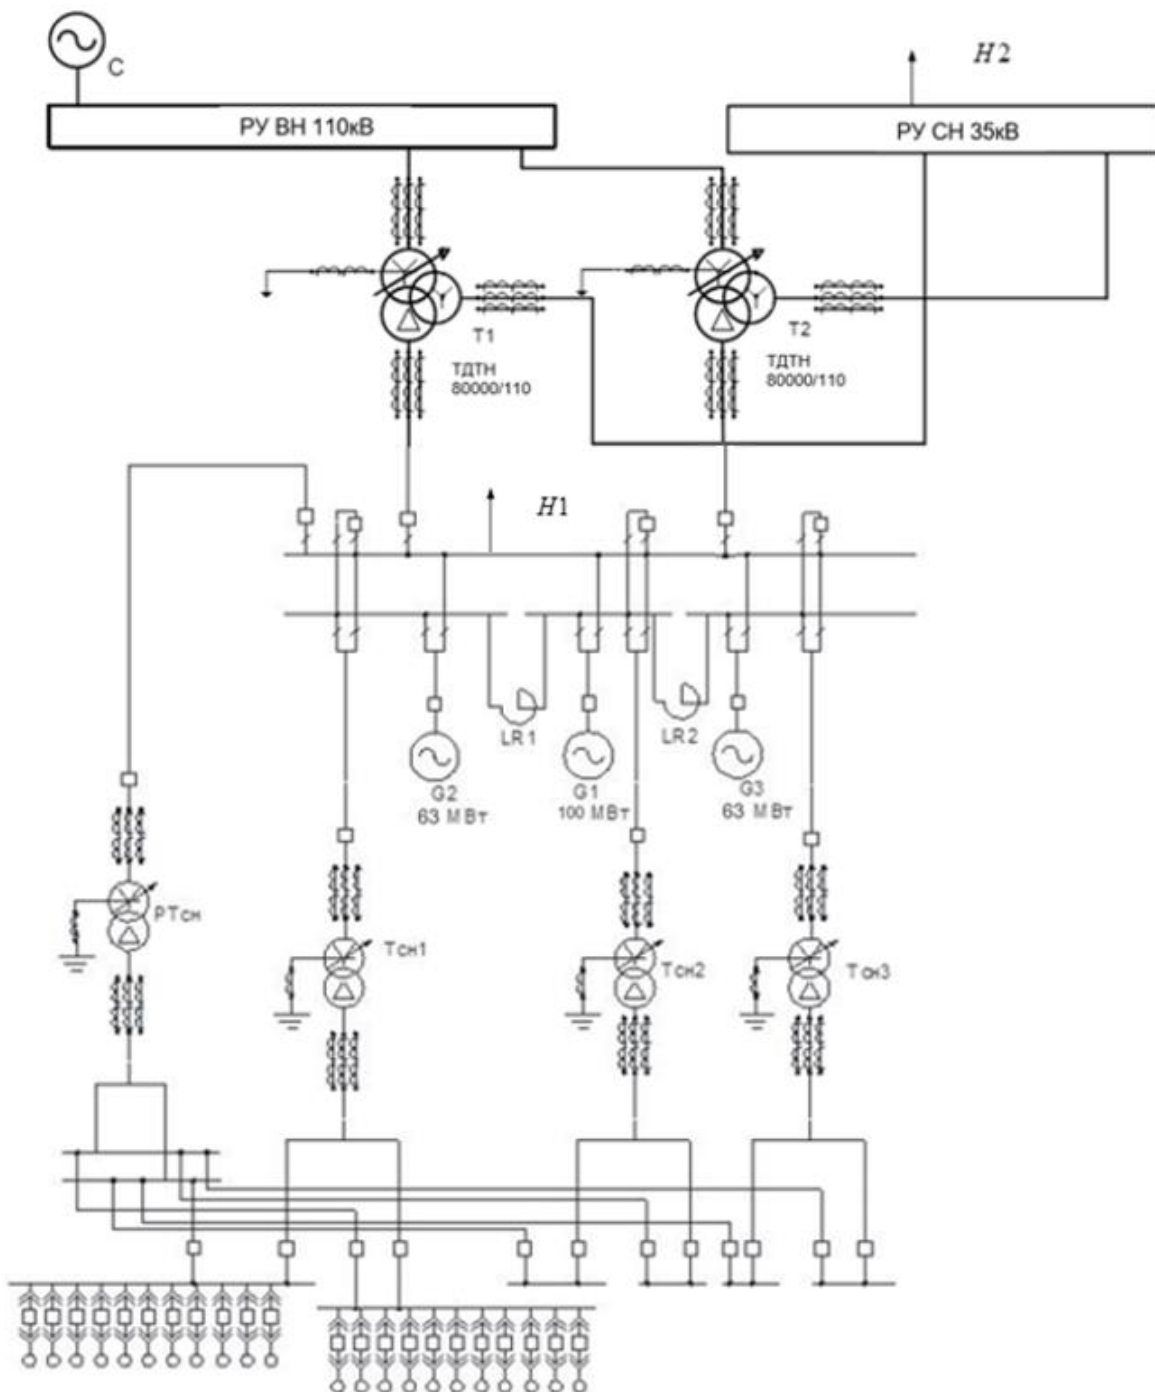 С
H2
РУ ВН 110кВ
РУ СН 35кВ
Т1
ТДТН
80000/110
Т2
ТДТН
80000/110
H1
LR1
LR2
G2
63 МВт
G1
100 МВт
G3
63 МВт
РТсн
Тсн1
Тсн2
Тсн3